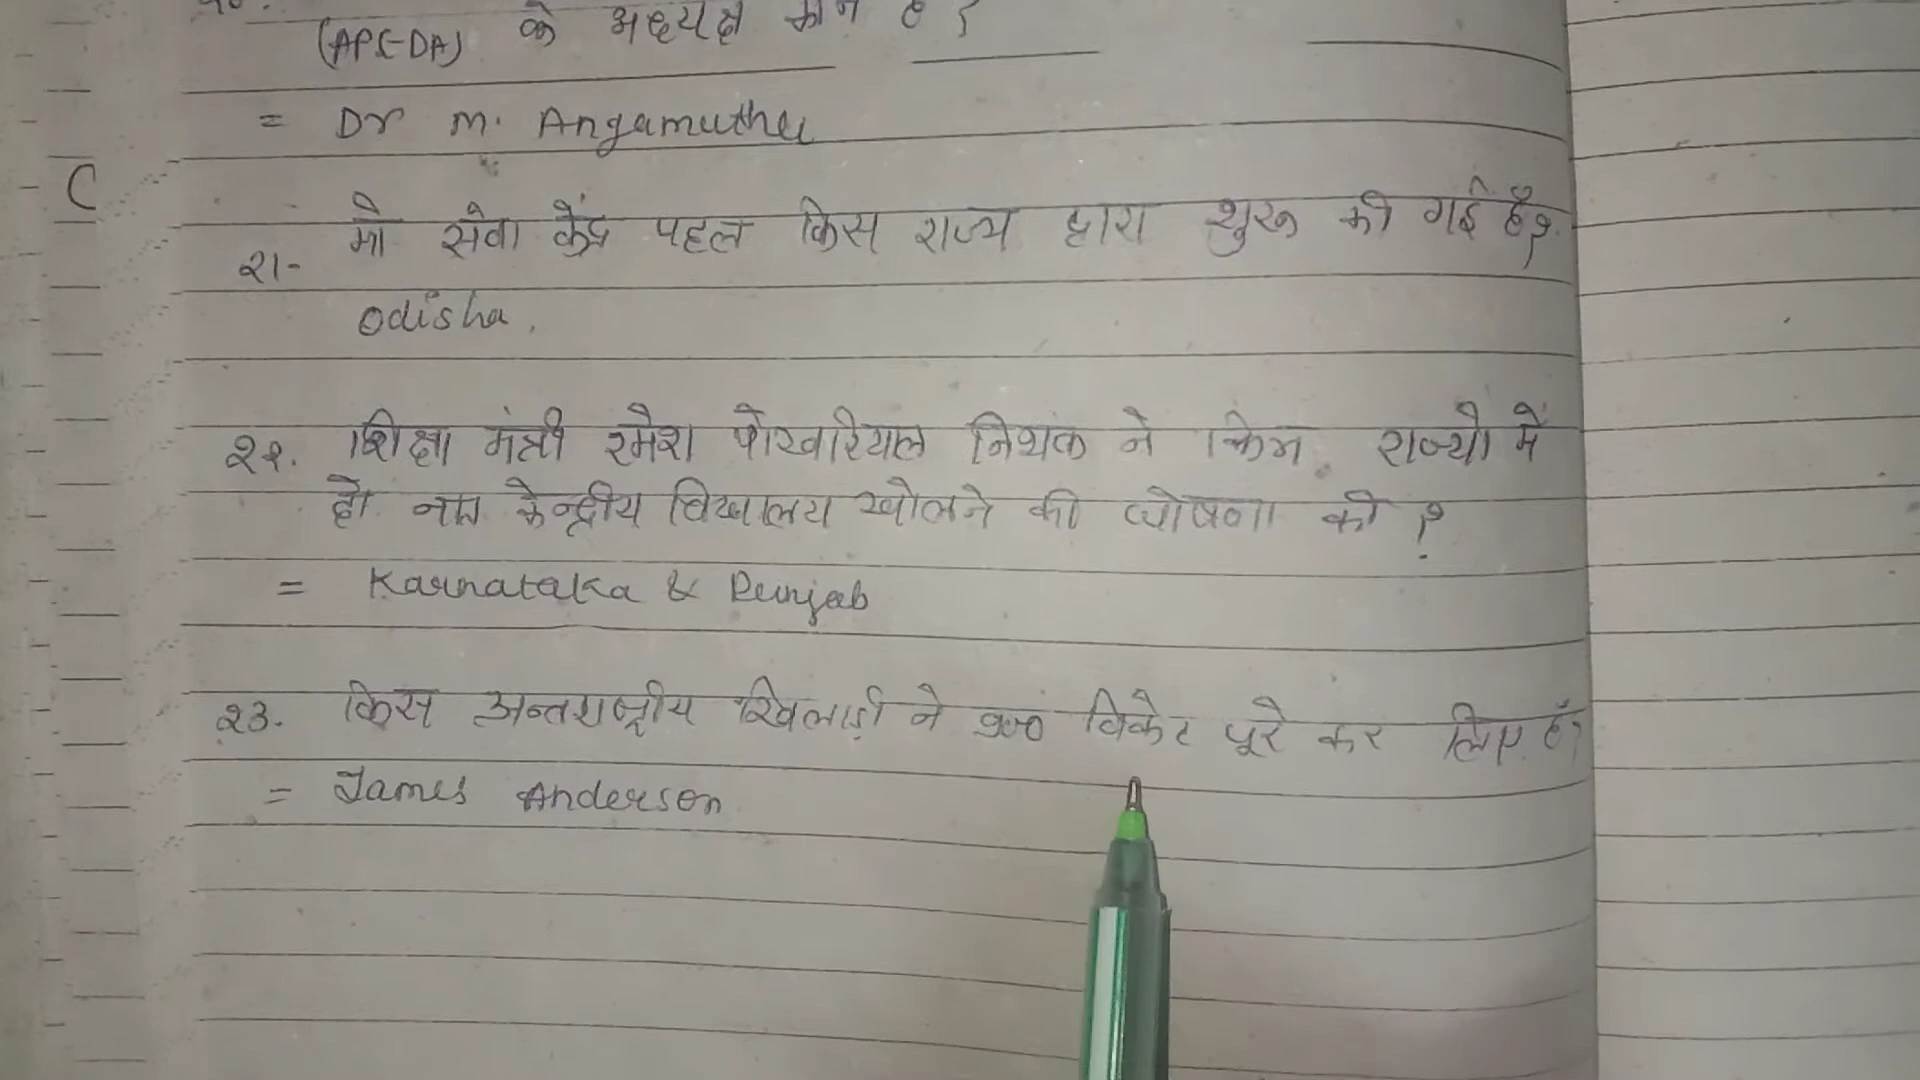 (APEDA) के अध्यक्ष कौन है ?
= Dr M. Angamuthu
C
मो सेवा केंद्र पहल किस राज्य द्वारा शुरू की गई है?
21-
Odisha.
22. शिक्षा मंत्री रमेश पोखरियाल निशंक ने किन राज्यो में
दो नए केन्द्रीय विद्यालय खोलने की घोषणा की ?
= Karnataka & Punjab
23. किस अन्तराष्ट्रीय खिलाड़ी ने 900 विकेट पूरे कर लिए है?
= James Anderson